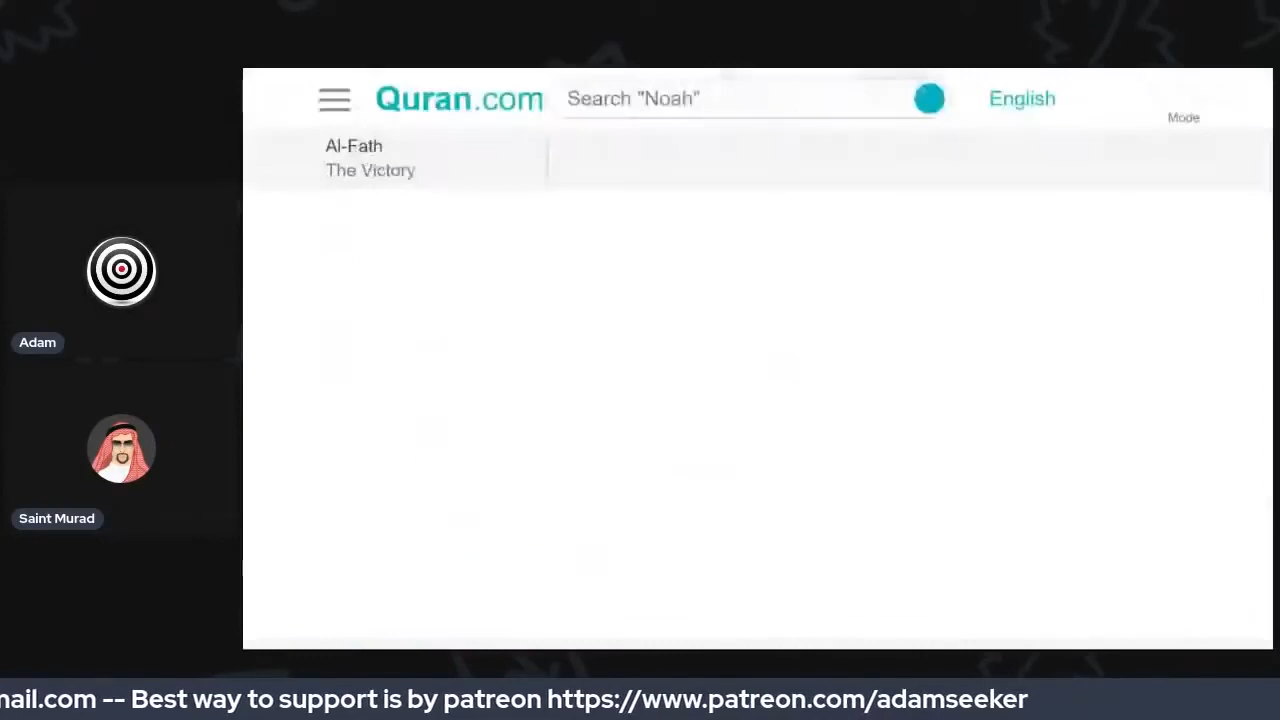 Quran.com
Search "Noah"
English
Mode
Al-Fath
The Victory
Adam
Saint Murad
mail.com -- Best way to support is by patreon https://www.patreon.com/adamseeker